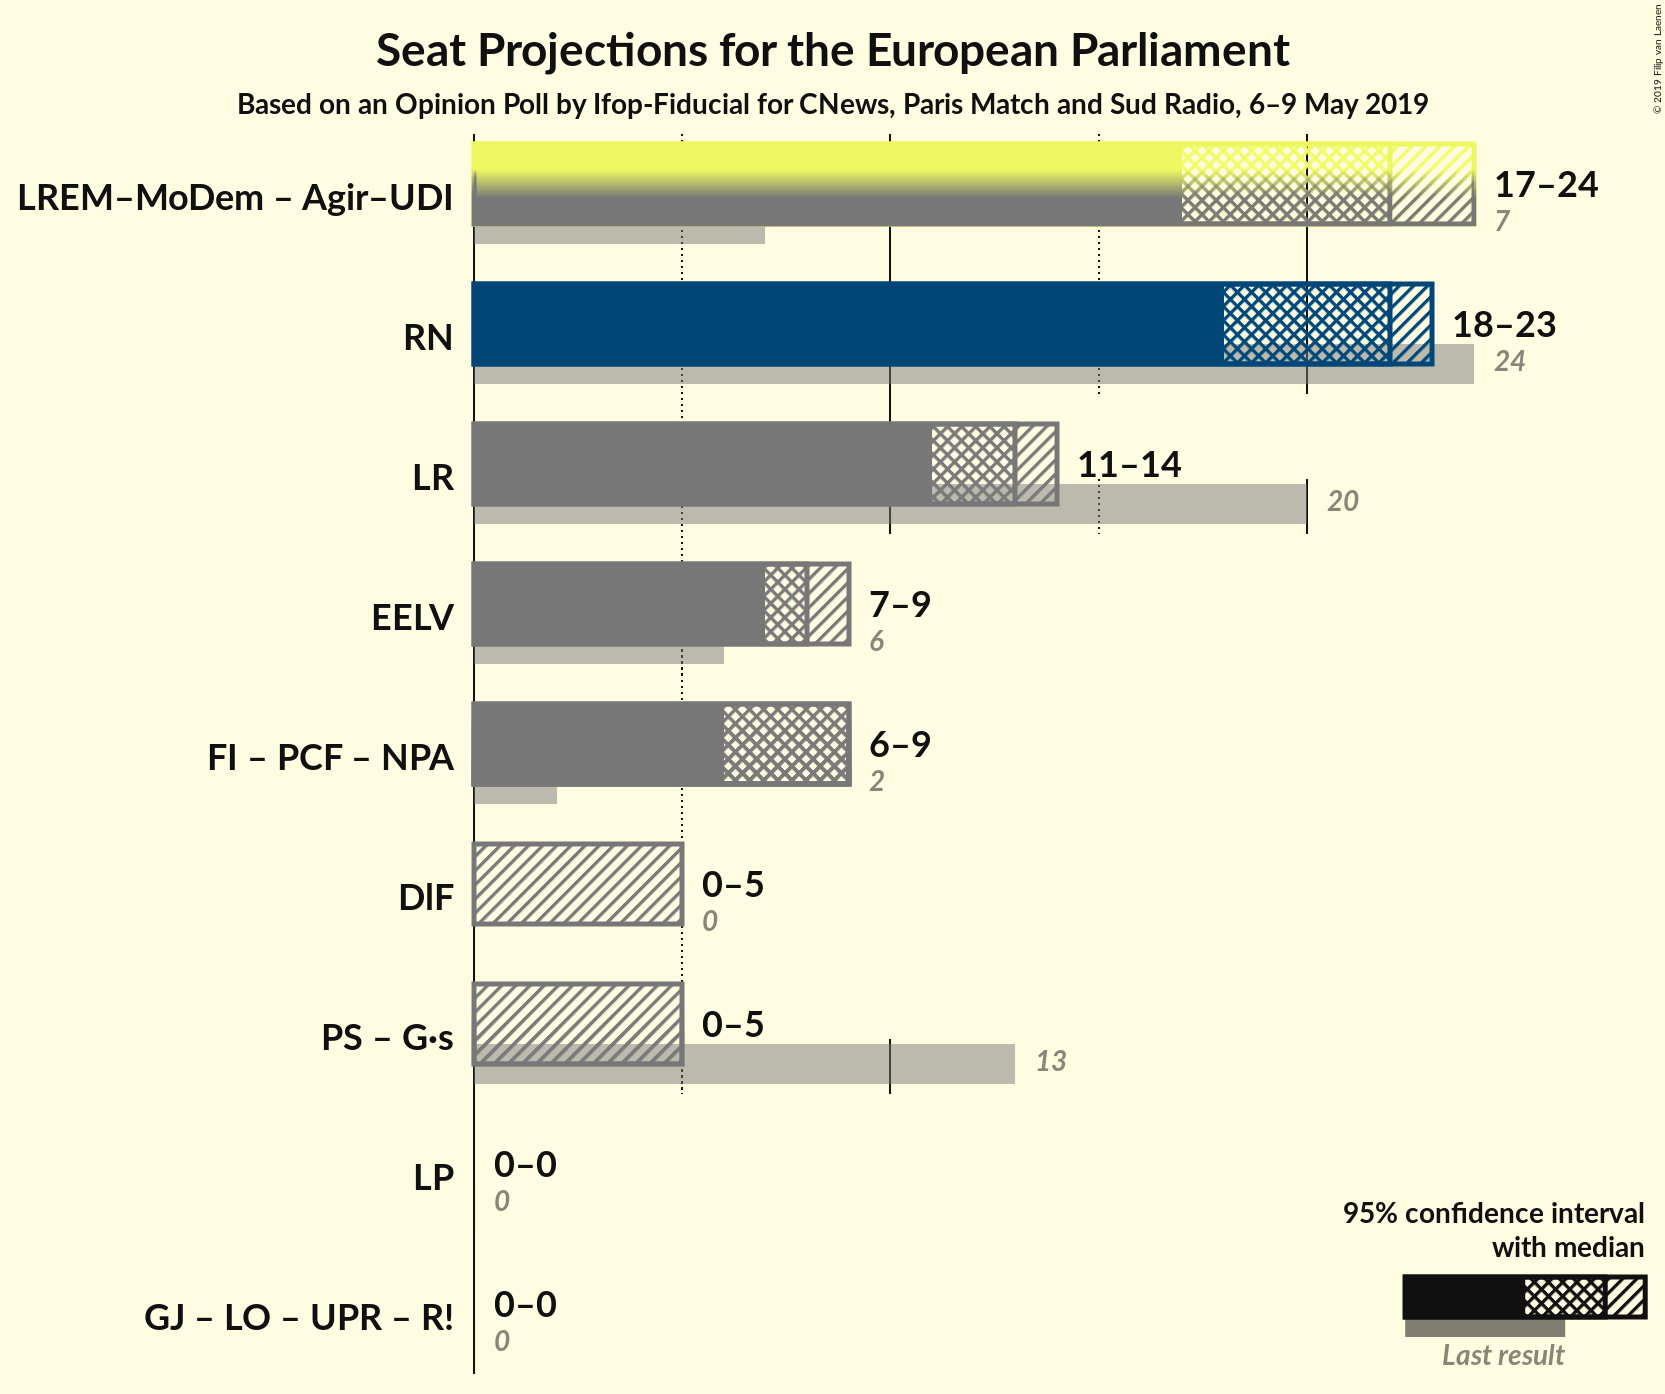 Seat Projections for the European Parliament
Based on an Opinion Poll by Ifop-Fiducial for CNews, Paris Match and Sud Radio, 6–9 May 2019
© 2019 Filip van Laenen
LREM–MoDem – Agir–UDI
17–24
7
RN
18–23
24
LR
11–14
20
EELV
7–9
6
FI – PCF – NPA
6–9
2
DlF
0–5
0
PS – G·s
0–5
13
LP
0–0
0
GJ – LO – UPR – R!
0–0
0
95% confidence interval
with median
Last result